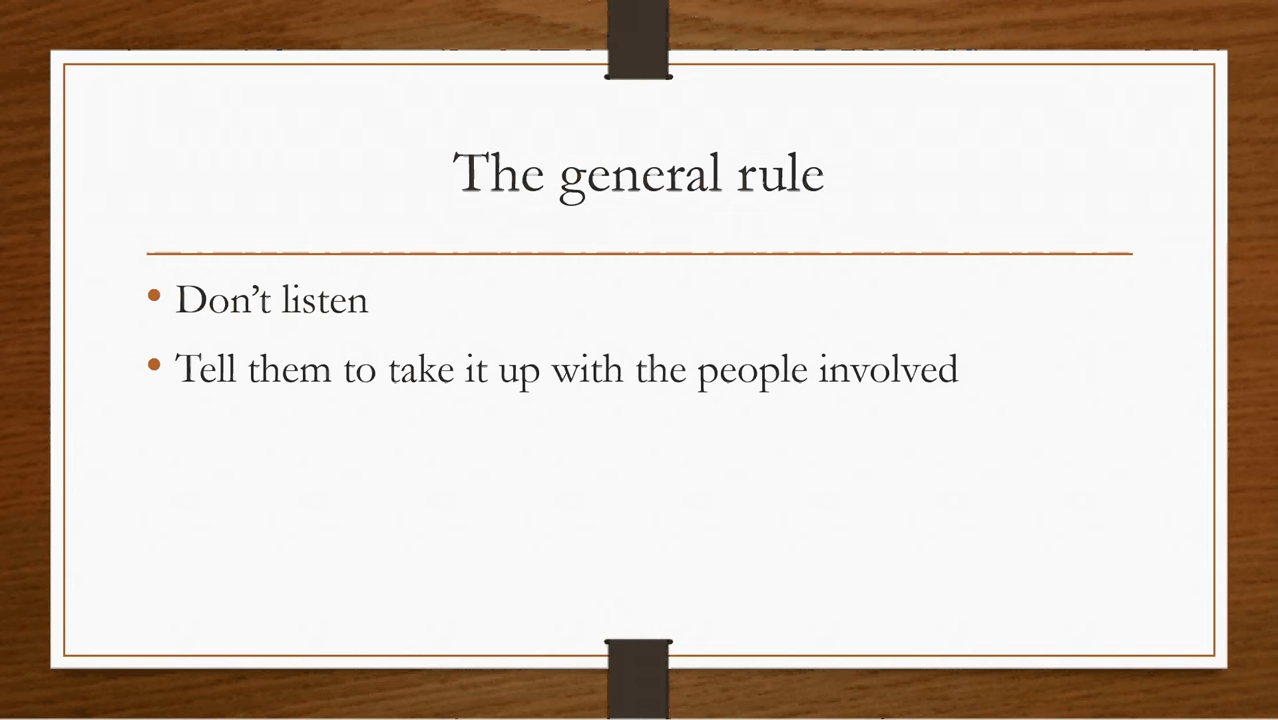 The general rule
• Don’t listen
• Tell them to take it up with the people involved